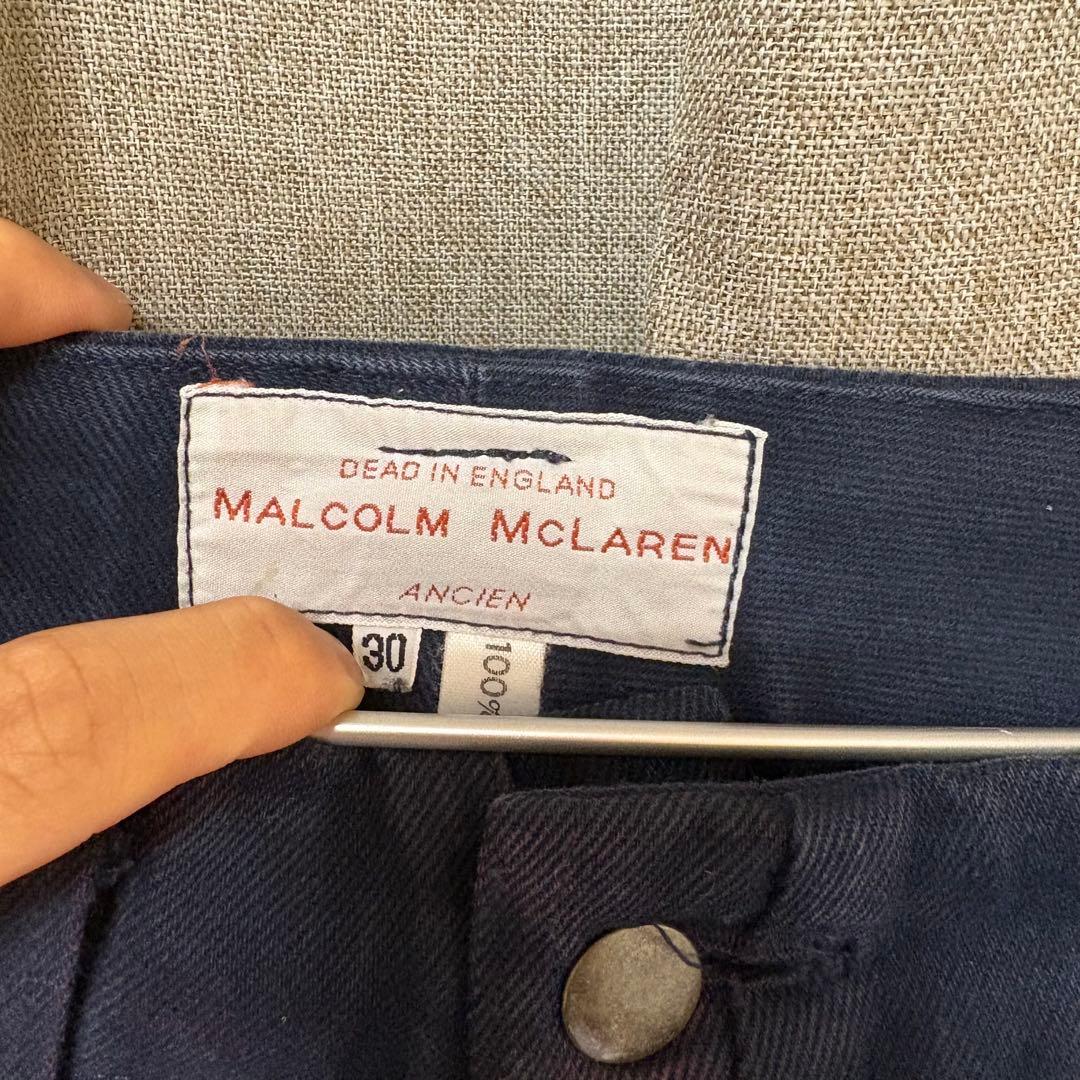 DEAD IN ENGLAND
MALCOLM MCLAREN
ANCIEN
30
100%